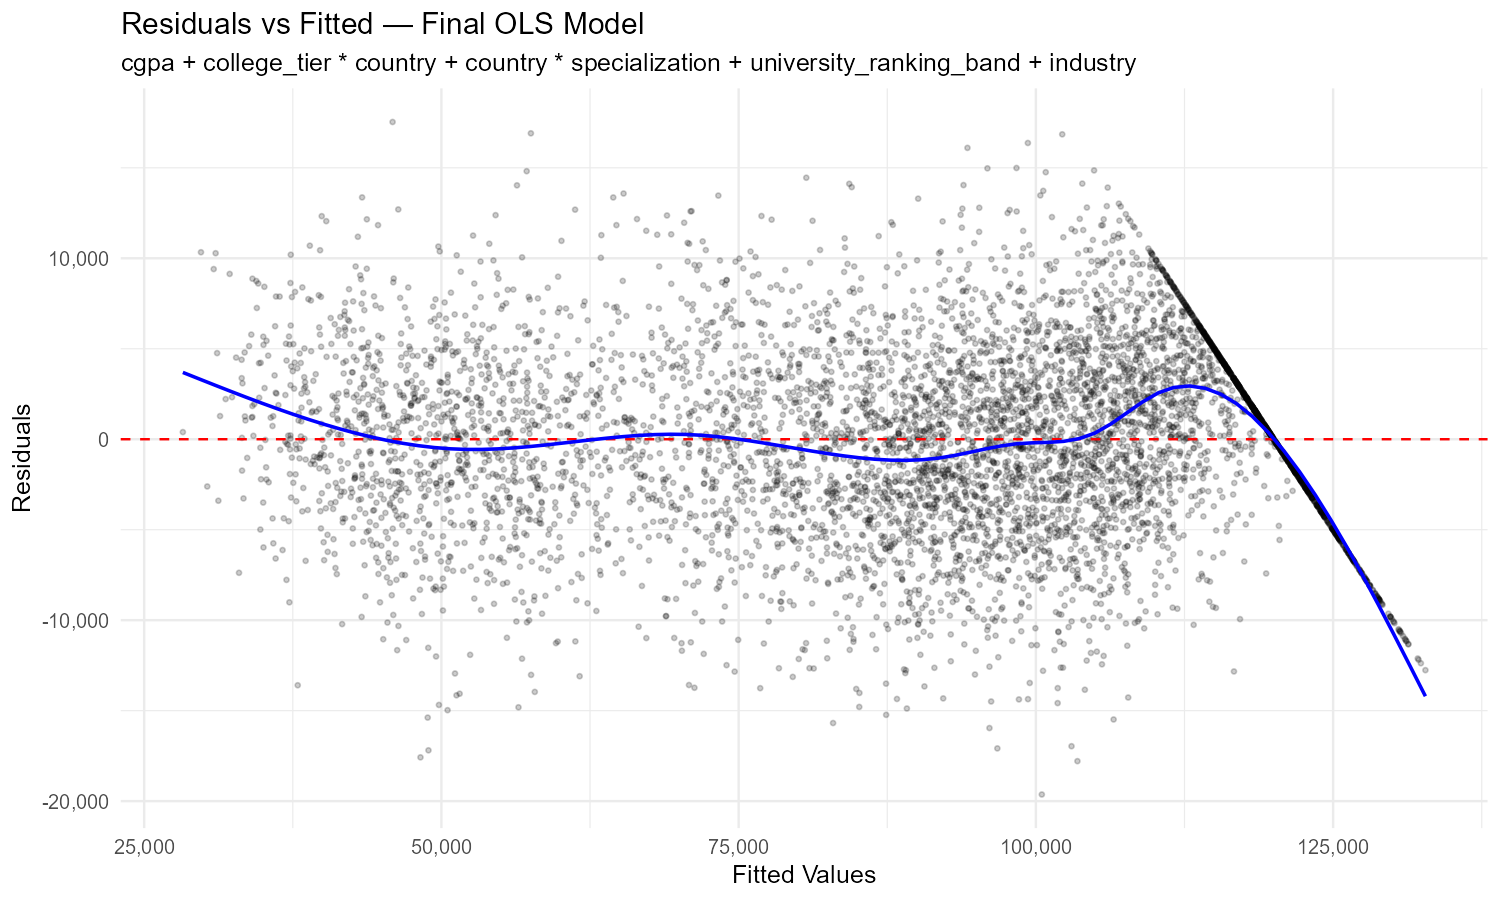 Residuals vs Fitted — Final OLS Model
cgpa + college_tier * country + country * specialization + university_ranking_band + industry
Residuals
10,000
0
-10,000
-20,000
25,000
50,000
75,000
100,000
125,000
Fitted Values